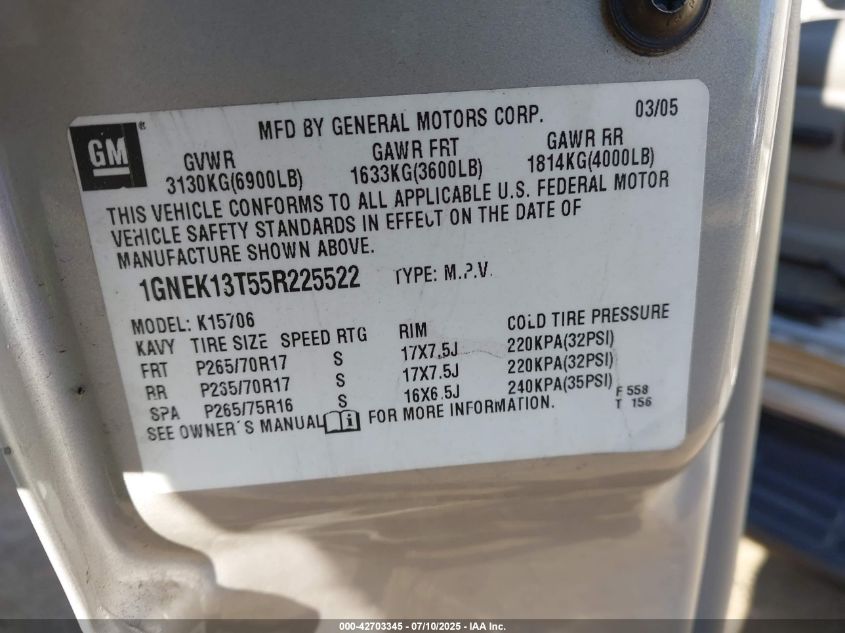 GM ®
MFD BY GENERAL MOTORS CORP. 03/05
GVWR GAWR FRT GAWR RR
3130KG(6900LB) 1633KG(3600LB) 1814KG(4000LB)
THIS VEHICLE CONFORMS TO ALL APPLICABLE U.S. FEDERAL MOTOR
VEHICLE SAFETY STANDARDS IN EFFECT ON THE DATE OF
MANUFACTURE SHOWN ABOVE.
1GNEK13T55R225522 TYPE: M.P.V.
MODEL: K15706
KAVY TIRE SIZE SPEED RTG RIM COLD TIRE PRESSURE
FRT P265/70R17 S 17X7.5J 220KPA(32PSI)
RR P265/70R17 S 17X7.5J 220KPA(32PSI)
SPA P265/75R16 S 16X6.5J 240KPA(35PSI)
F 558
T 156
SEE OWNER'S MANUAL i FOR MORE INFORMATION.
000-42703345 - 07/10/2025 - IAA Inc.